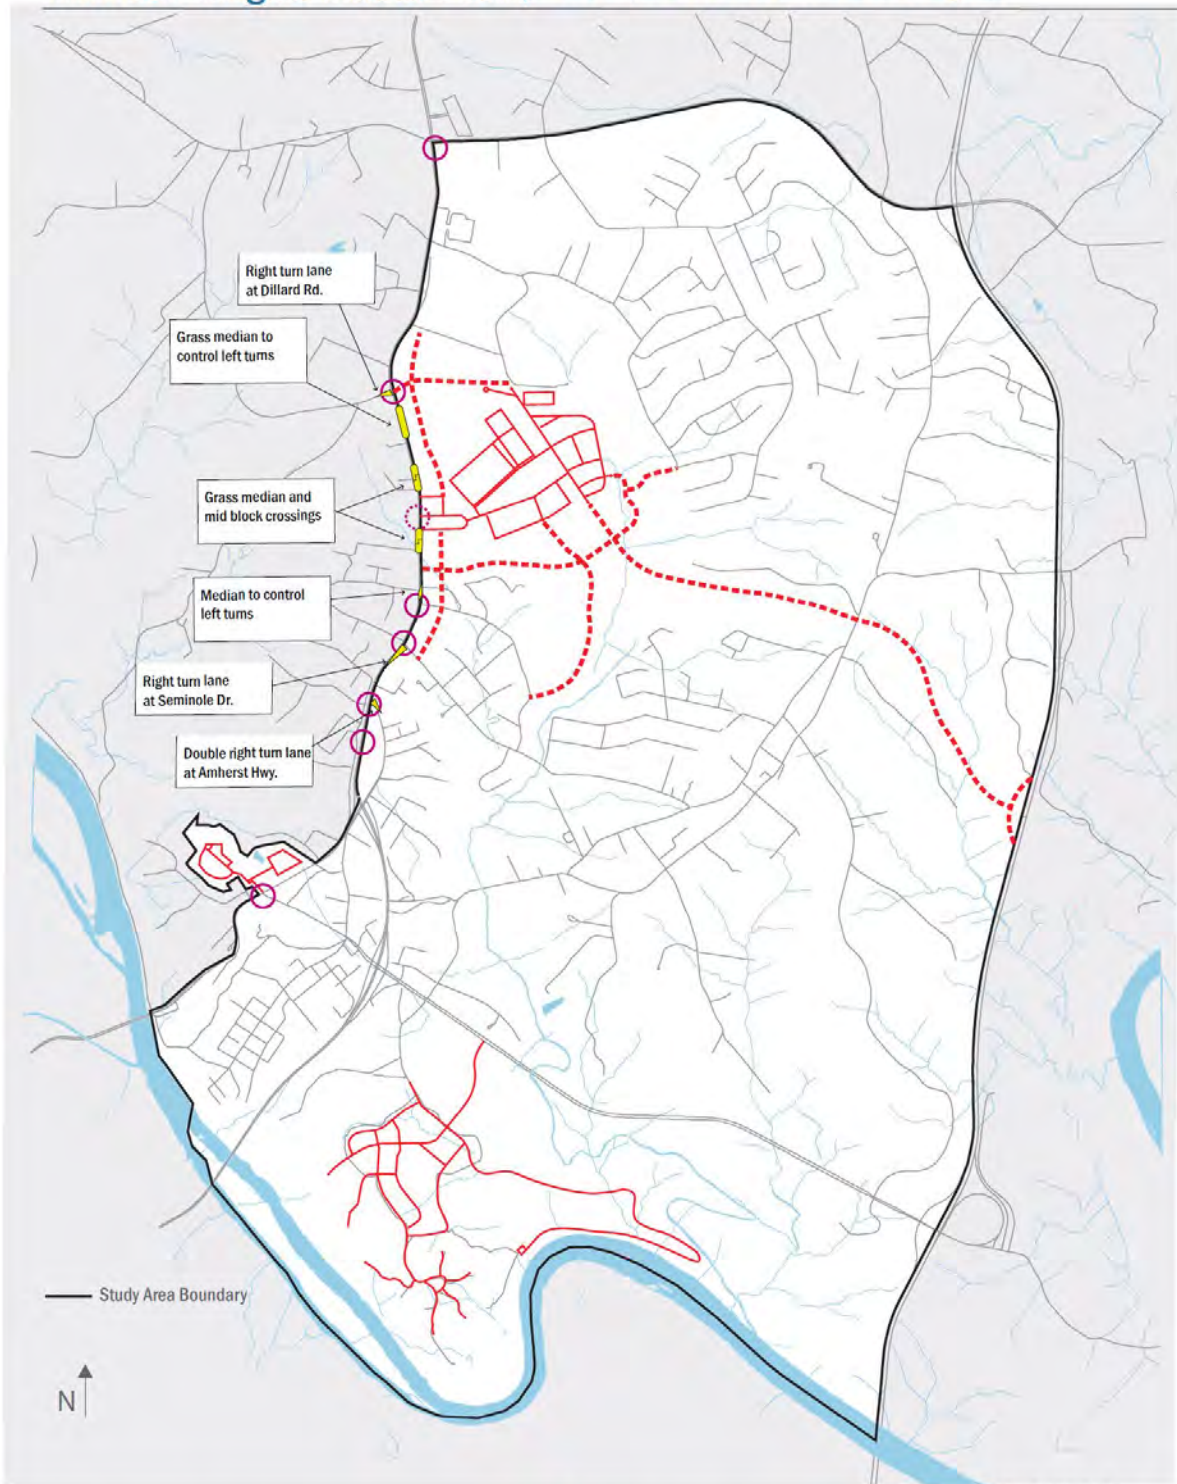 Right turn lane
at Dillard Rd.
Grass median to
control left turns
Grass median and
mid block crossings
Median to control
left turns
Right turn lane
at Seminole Dr.
Double right turn lane
at Amherst Hwy.
Study Area Boundary
N